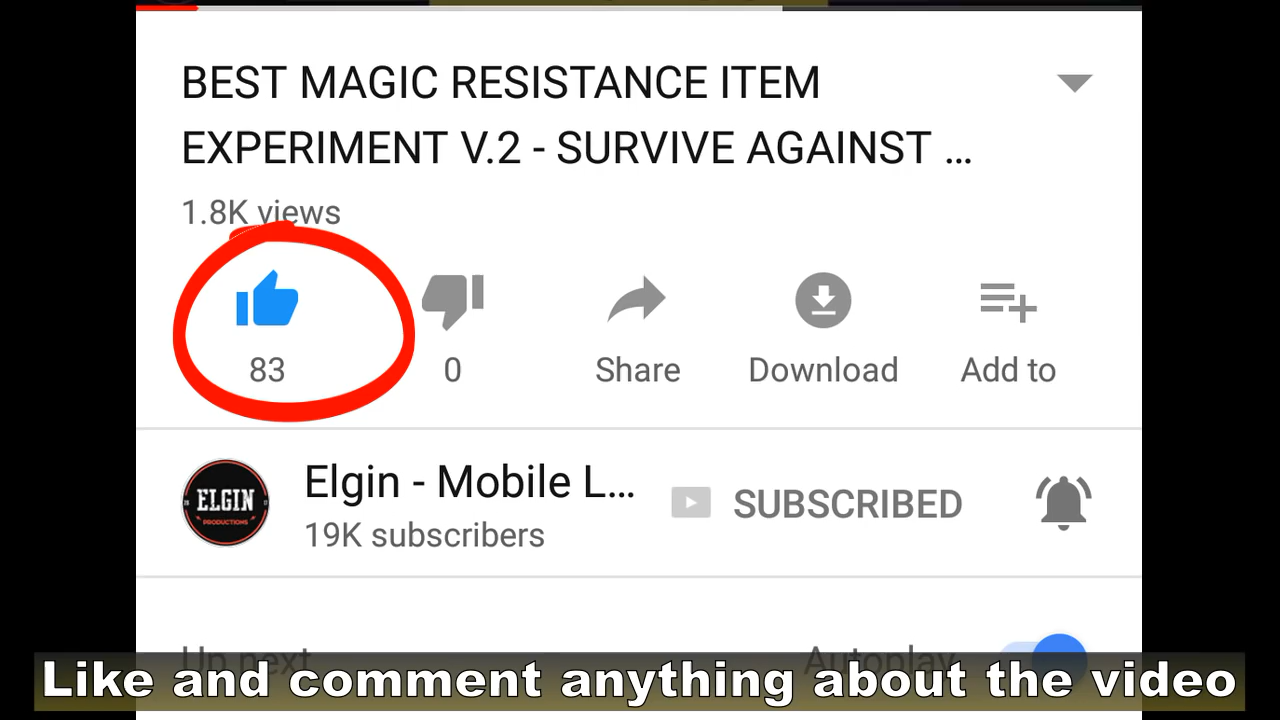 BEST MAGIC RESISTANCE ITEM
EXPERIMENT V.2 - SURVIVE AGAINST ...
1.8K views
83
0
Share
Download
Add to
ELGIN
PRODUCTIONS
Elgin - Mobile L...
19K subscribers
SUBSCRIBED
Up next
Autoplay
Like and comment anything about the video